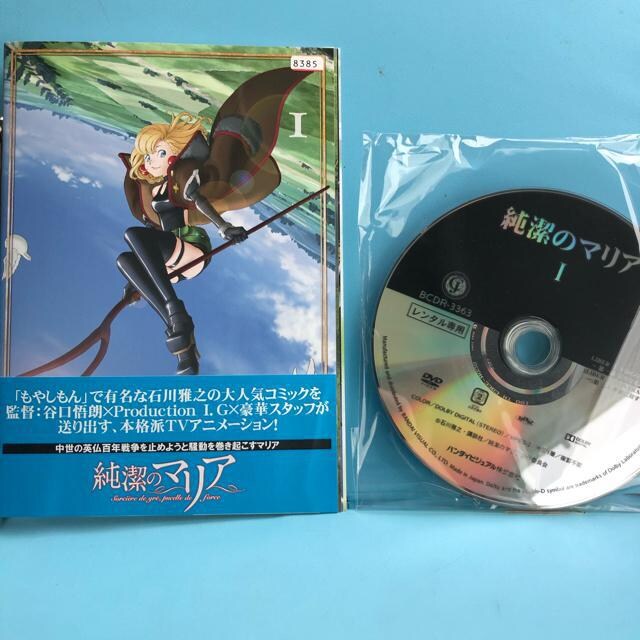 8385
I
「もやしもん」で有名な石川雅之の大人気コミックを
監督:谷口悟朗×Production I.G×豪華スタッフが
送り出す、本格派TVアニメーション!
中世の英仏百年戦争を止めようと騒動を巻き起こすマリア
純潔のマリア
Sorcière de gré, pucelle de force
純潔のマリア
I
BCDR-3363
レンタル専用
DVD
COLOR/DOLBY DIGITAL (STEREO)
DOLBY
バンダイビジュアル株式会社